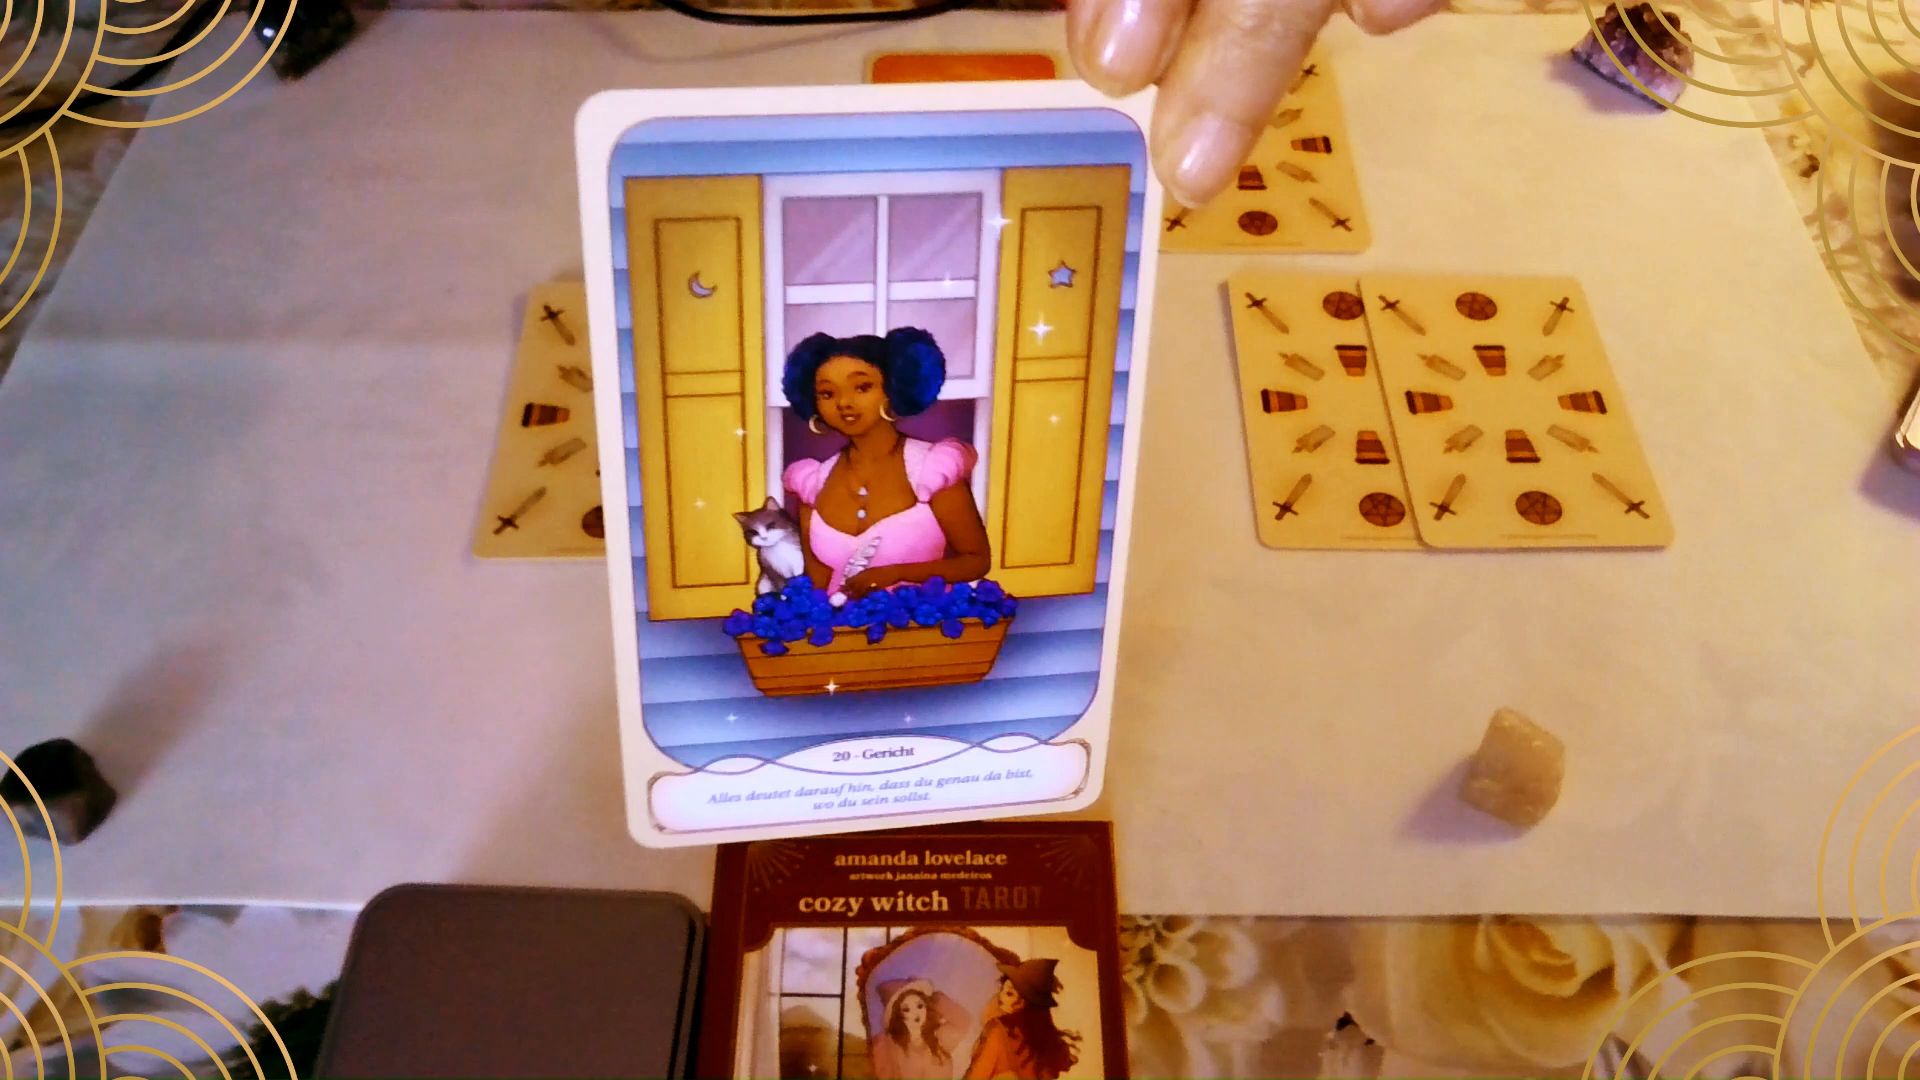 20 - Gericht
Alles deutet darauf hin, dass du genau da bist,
wo du sein sollst.
amanda lovelace
artwork janaina medeiros
cozy witch TAROT